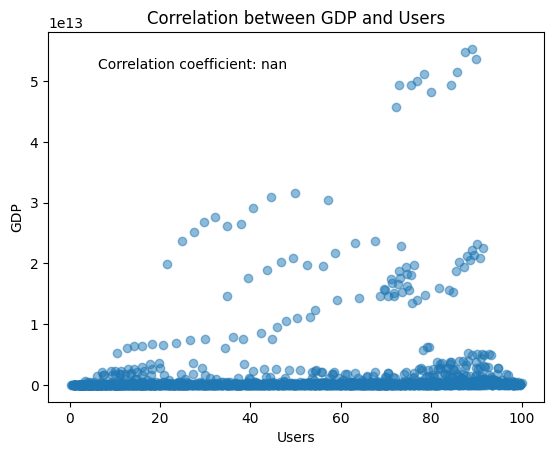 Correlation between GDP and Users
1e13
Correlation coefficient: nan
5
4
3
2
1
0
GDP
0 20 40 60 80 100
Users